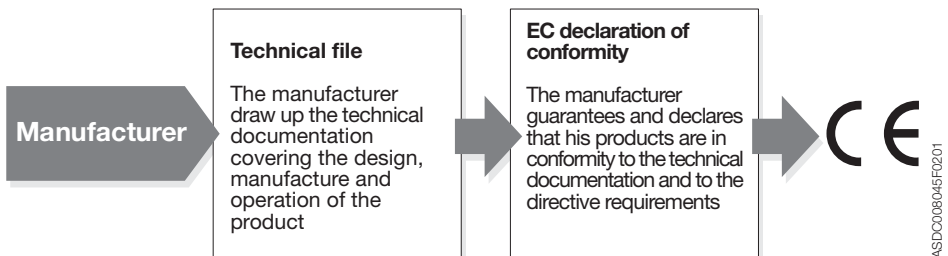 Manufacturer
Technical file
The manufacturer
draw up the technical
documentation
covering the design,
manufacture and
operation of the
product
EC declaration of
conformity
The manufacturer
guarantees and declares
that his products are in
conformity to the technical
documentation and to the
directive requirements
CE
ASDC008045F0201